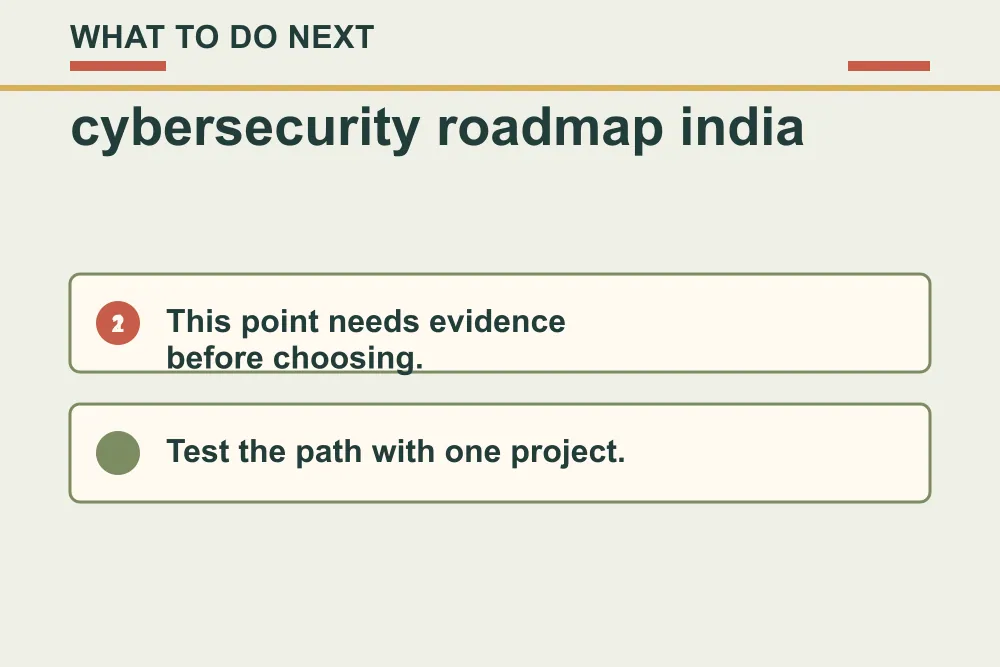 WHAT TO DO NEXT
cybersecurity roadmap india
2
This point needs evidence
before choosing.
Test the path with one project.